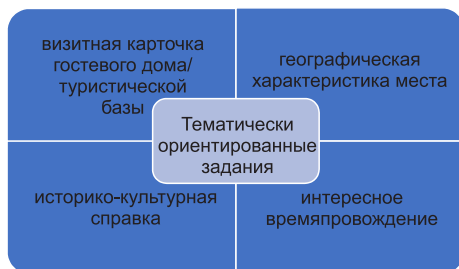 визитная карточка
гостевого дома/
туристической
базы
географическая
характеристика места
Тематически
ориентированные
задания
историко-культурная
справка
интересное
времяпровождение